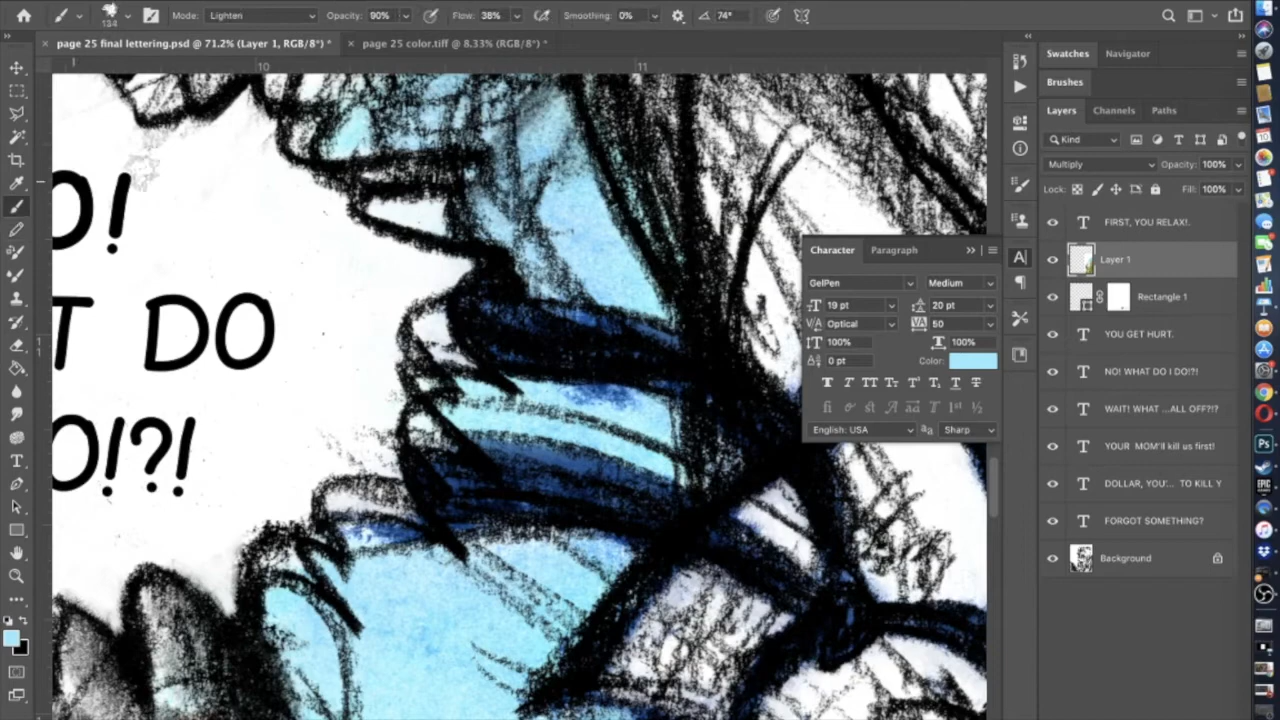 134
Mode: Lighten
Opacity: 90%
Flow: 38%
Smoothing: 0%
74°
page 25 final lettering.psd @ 71.2% (Layer 1, RGB/8*) *
page 25 color.tiff @ 8.33% (RGB/8*) *
10
11
O!
T DO
O!?!
Character
Paragraph
GelPen
Medium
19 pt
20 pt
Optical
50
100%
100%
0 pt
Color:
English: USA
Sharp
Swatches
Navigator
Brushes
Layers
Channels
Paths
Kind
Multiply
Opacity: 100%
Lock:
Fill: 100%
FIRST, YOU RELAX!.
Layer 1
Rectangle 1
YOU GET HURT.
NO! WHAT DO I DO!?!
WAIT! WHAT ...ALL OFF?!?
YOUR MOM'll kill us first!
DOLLAR, YOU'... TO KILL Y
FORGOT SOMETHING?
Background
Ps
EPIC